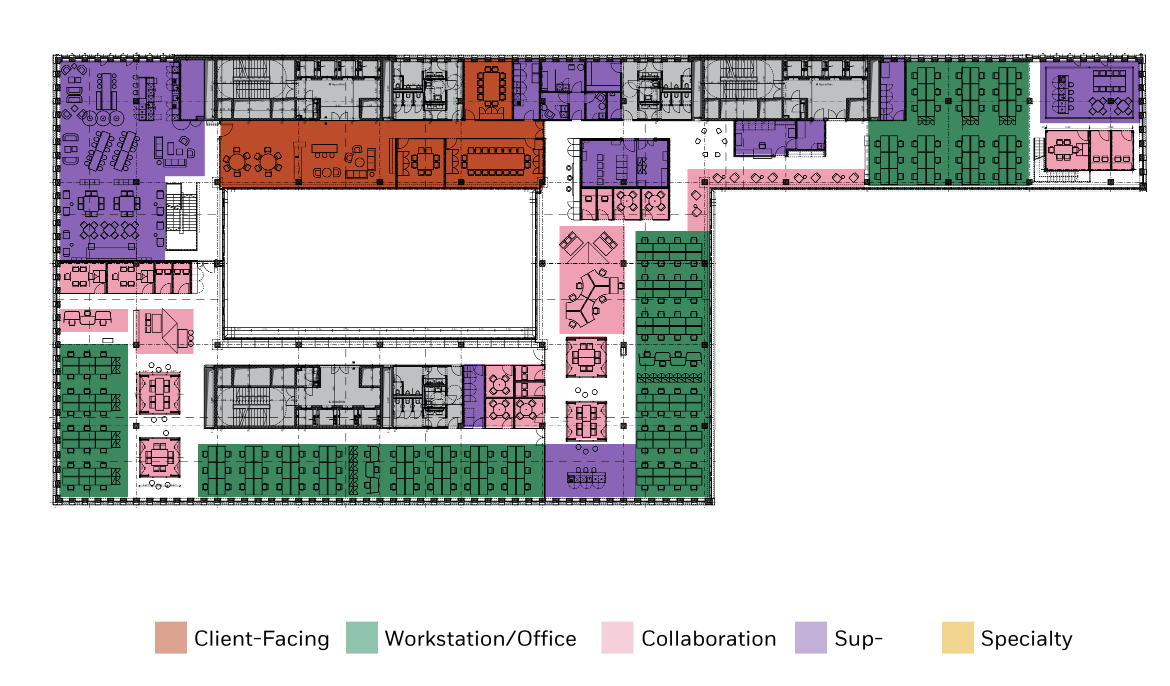 Client-Facing
Workstation/Office
Collaboration
Sup-
Specialty